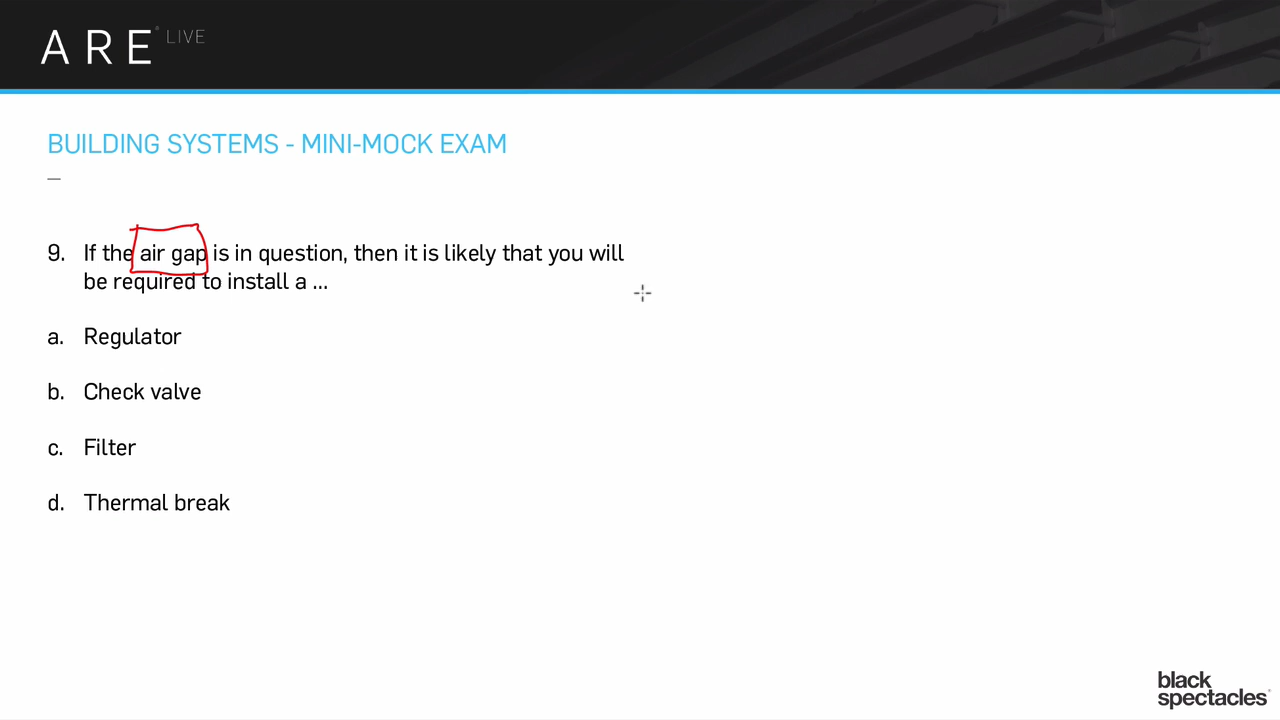 ARE LIVE
BUILDING SYSTEMS - MINI-MOCK EXAM
9. If the air gap is in question, then it is likely that you will
be required to install a ...
a. Regulator
b. Check valve
c. Filter
d. Thermal break
black
spectacles